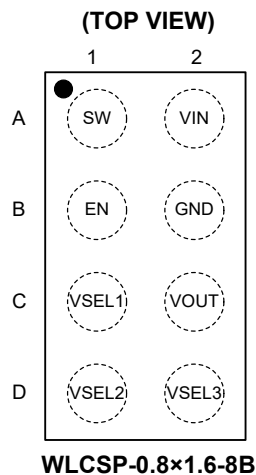 (TOP VIEW)
1 2
A SW VIN
B EN GND
C VSEL1 VOUT
D VSEL2 VSEL3
WLCSP-0.8×1.6-8B